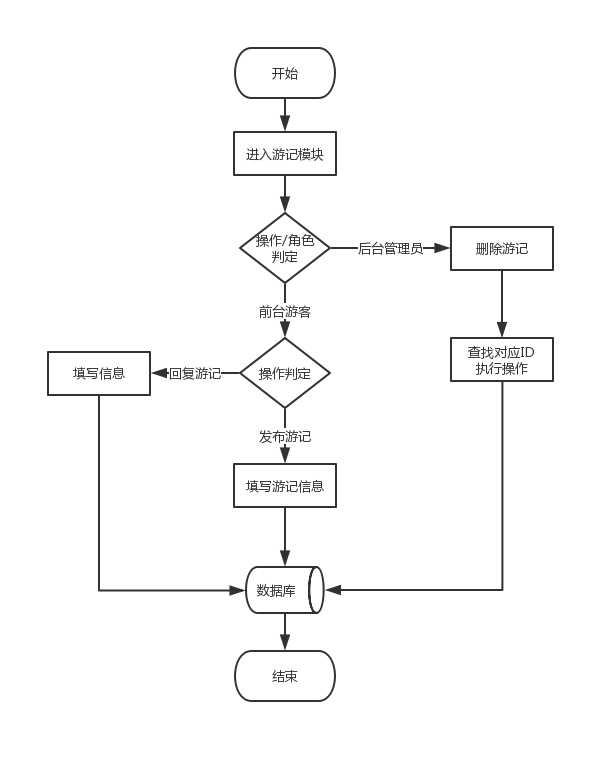 开始
进入游记模块
操作/角色
判定
后台管理员
删除游记
前台游客
查找对应ID
执行操作
填写信息
回复游记
操作判定
发布游记
填写游记信息
数据库
结束